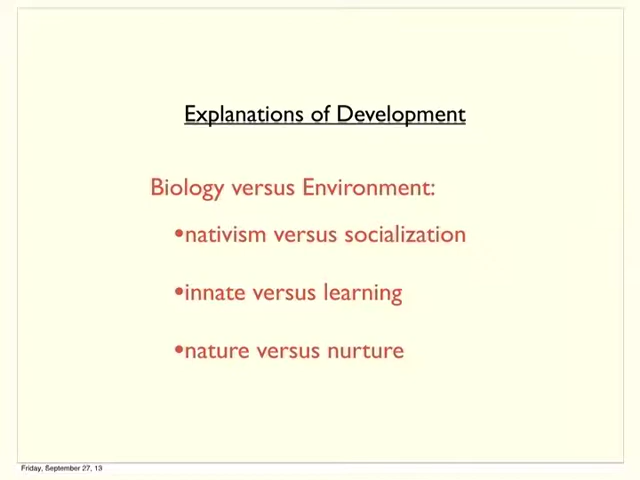 Explanations of Development
Biology versus Environment:
•nativism versus socialization
•innate versus learning
•nature versus nurture
Friday, September 27, 13